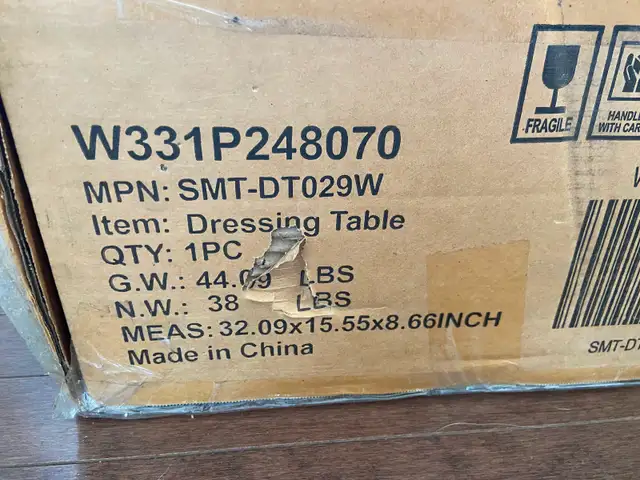 W331P248070
MPN: SMT-DT029W
Item: Dressing Table
QTY: 1PC
G.W.: 44.09 LBS
N.W.: 38 LBS
MEAS: 32.09x15.55x8.66INCH
Made in China
FRAGILE
HANDLE
WITH CAR
W
SMT-DT